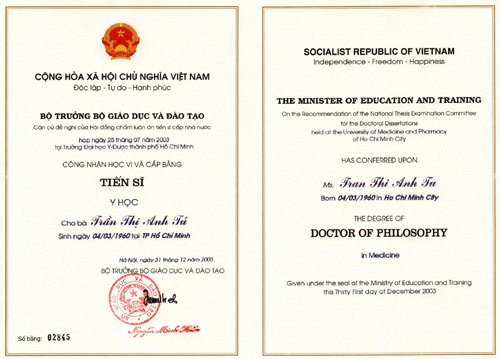 CỘNG HÒA XÃ HỘI CHỦ NGHĨA VIỆT NAM
Độc lập - Tự do - Hạnh phúc
BỘ TRƯỞNG BỘ GIÁO DỤC VÀ ĐÀO TẠO
Căn cứ đề nghị của Hội đồng chấm luận án tiến sĩ cấp nhà nước
họp ngày 25 tháng 07 năm 2003
tại Trường Đại học Y-Dược thành phố Hồ Chí Minh
CÔNG NHẬN HỌC VỊ VÀ CẤP BẰNG
TIẾN SĨ
Y HỌC
Cho bà Trần Thị Anh Tú
Sinh ngày 04/03/1960 tại TP Hồ Chí Minh
Hà Nội, ngày 31 tháng 12 năm 2003
BỘ TRƯỞNG BỘ GIÁO DỤC VÀ ĐÀO TẠO
Nguyễn Minh Hiển
Số bằng: 02845
SOCIALIST REPUBLIC OF VIETNAM
Independence - Freedom - Happiness
THE MINISTER OF EDUCATION AND TRAINING
On the Recommendation of the National Thesis Examination Committee
for the Doctoral Dissertations
held at the University of Medicine and Pharmacy
of Ho Chi Minh City
HAS CONFERRED UPON
Ms. Tran Thi Anh Tu
Born 04/03/1960 in Ho Chi Minh City
THE DEGREE OF
DOCTOR OF PHILOSOPHY
in Medicine
Given under the seal of the Ministry of Education and Training
this Thirty First day of December 2003